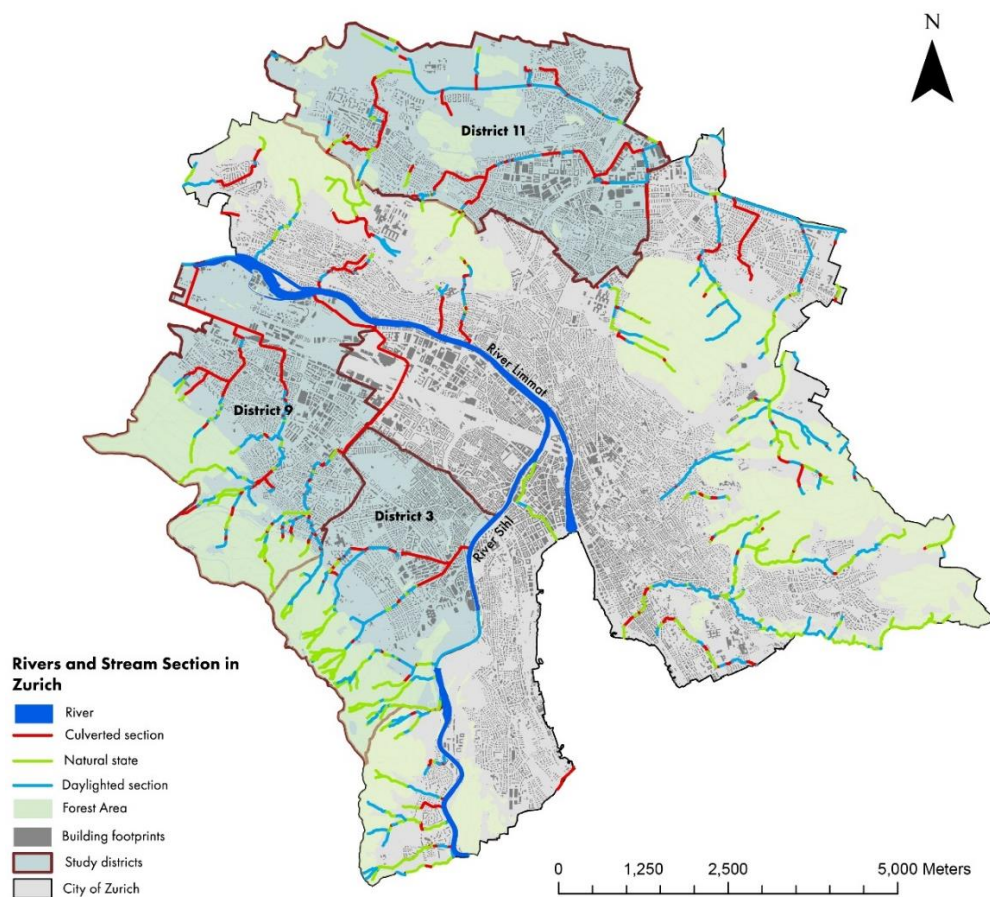 N
District 11
River Limmat
District 9
District 3
River Sihl
Rivers and Stream Section in
Zurich
River
Culverted section
Natural state
Daylighted section
Forest Area
Building footprints
Study districts
City of Zurich
0 1,250 2,500 5,000 Meters